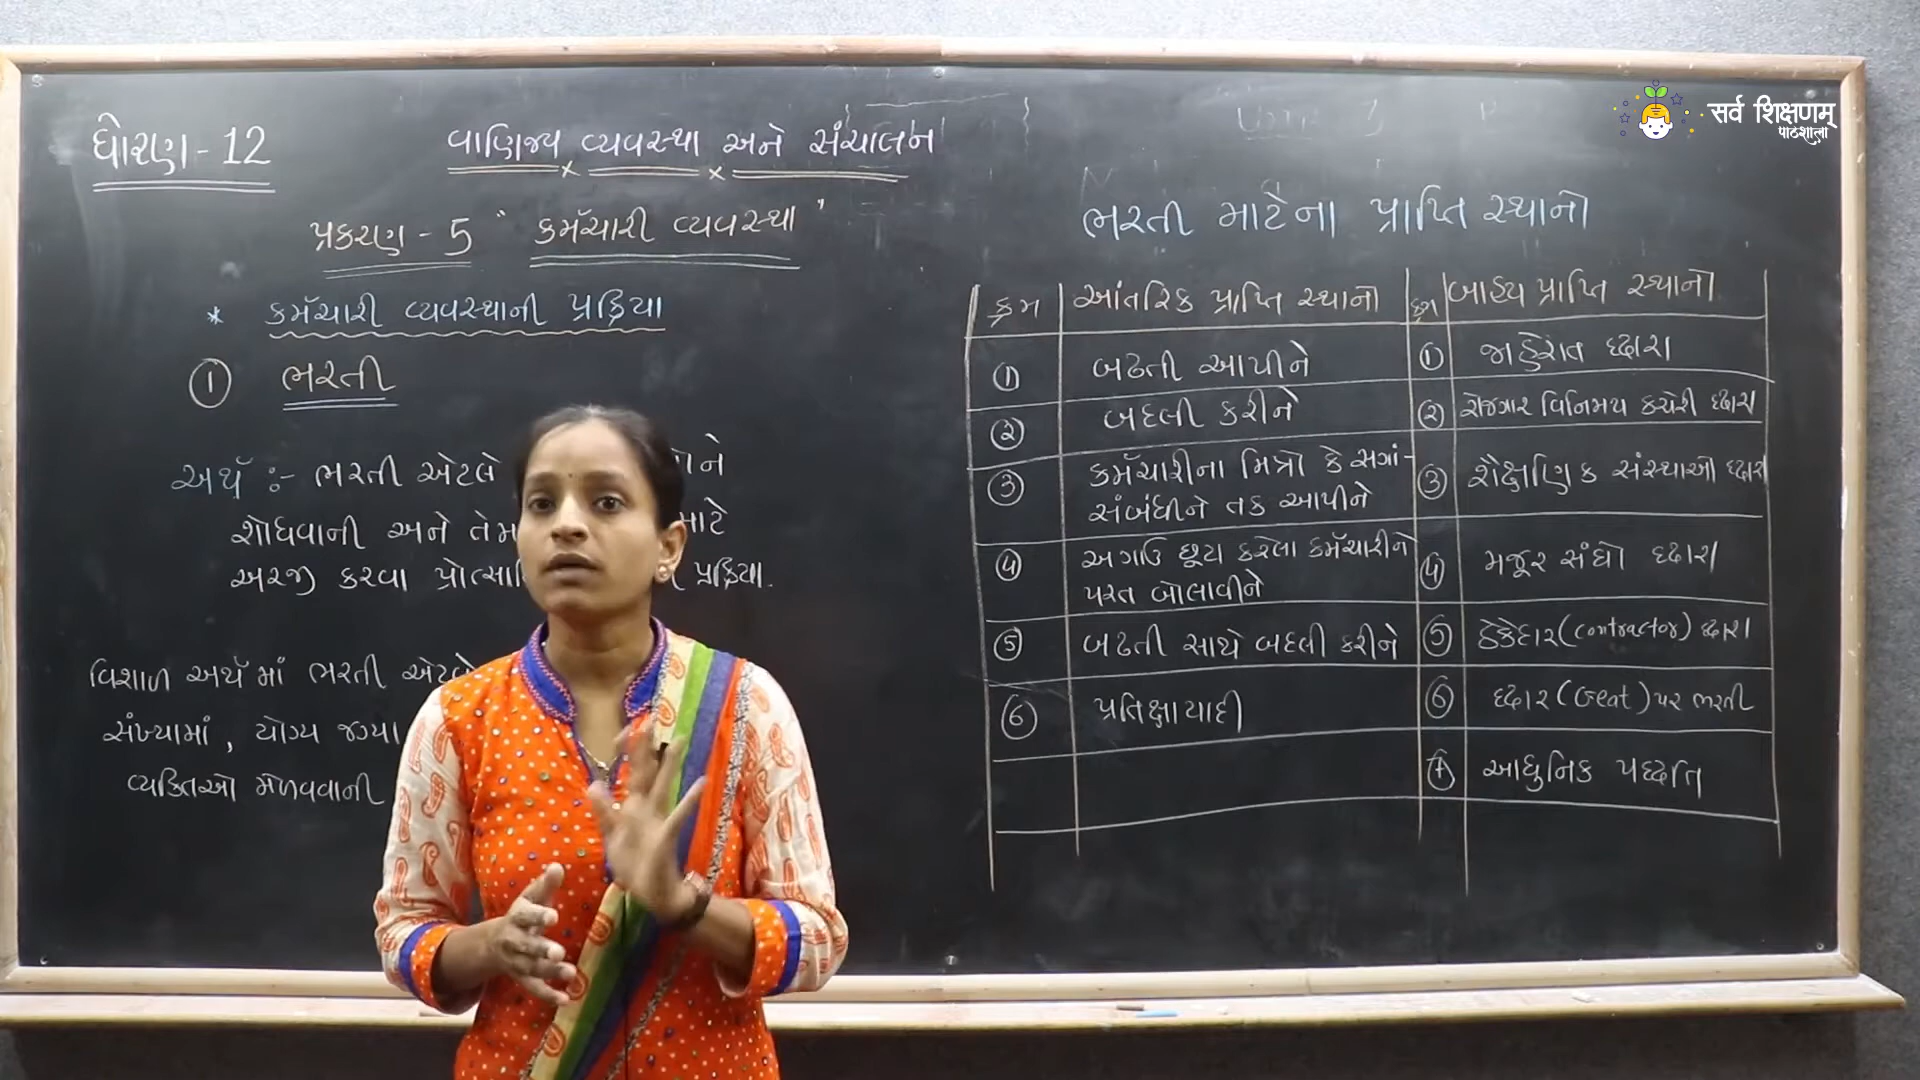 ધોરણ - 12
વાણિજ્ય વ્યવસ્થા અને સંચાલન
પ્રકરણ - 5 " કર્મચારી વ્યવસ્થા "
* કર્મચારી વ્યવસ્થાની પ્રક્રિયા
① ભરતી
અર્થ :- ભરતી એટલે
શોધવાની અને તેમ માટે
અરજી કરવા પ્રક્રિયા.
વિશાળ અર્થ માં ભરતી
સંખ્યામાં , યોગ્ય જગ્યા
વ્યક્તિઓ મેળવવાની
सर्व शिक्षणम्
पाठशाला
ભરતી માટેના પ્રાપ્તિ સ્થાનો
ક્રમ આંતરિક પ્રાપ્તિ સ્થાનો ક્રમ બાહ્ય પ્રાપ્તિ સ્થાનો
① બઢતી આપીને ① જાહેરાત દ્વારા
② બદલી કરીને ② રોજગાર વિનિમય કચેરી દ્વારા
③ કર્મચારીના મિત્રો કે સગાં-
સંબંધીને તક આપીને ③ શૈક્ષણિક સંસ્થાઓ દ્વારા
④ અગાઉ છૂટા કરેલા કર્મચારીને
પરત બોલાવીને ④ મજૂર સંઘો દ્વારા
⑤ બઢતી સાથે બદલી કરીને ⑤ ઠેકેદાર (contractor) દ્વારા
⑥ પ્રતિક્ષાયાદી ⑥ દ્વાર (Geat) પર ભરતી
⑦ આધુનિક પદ્ધતિ